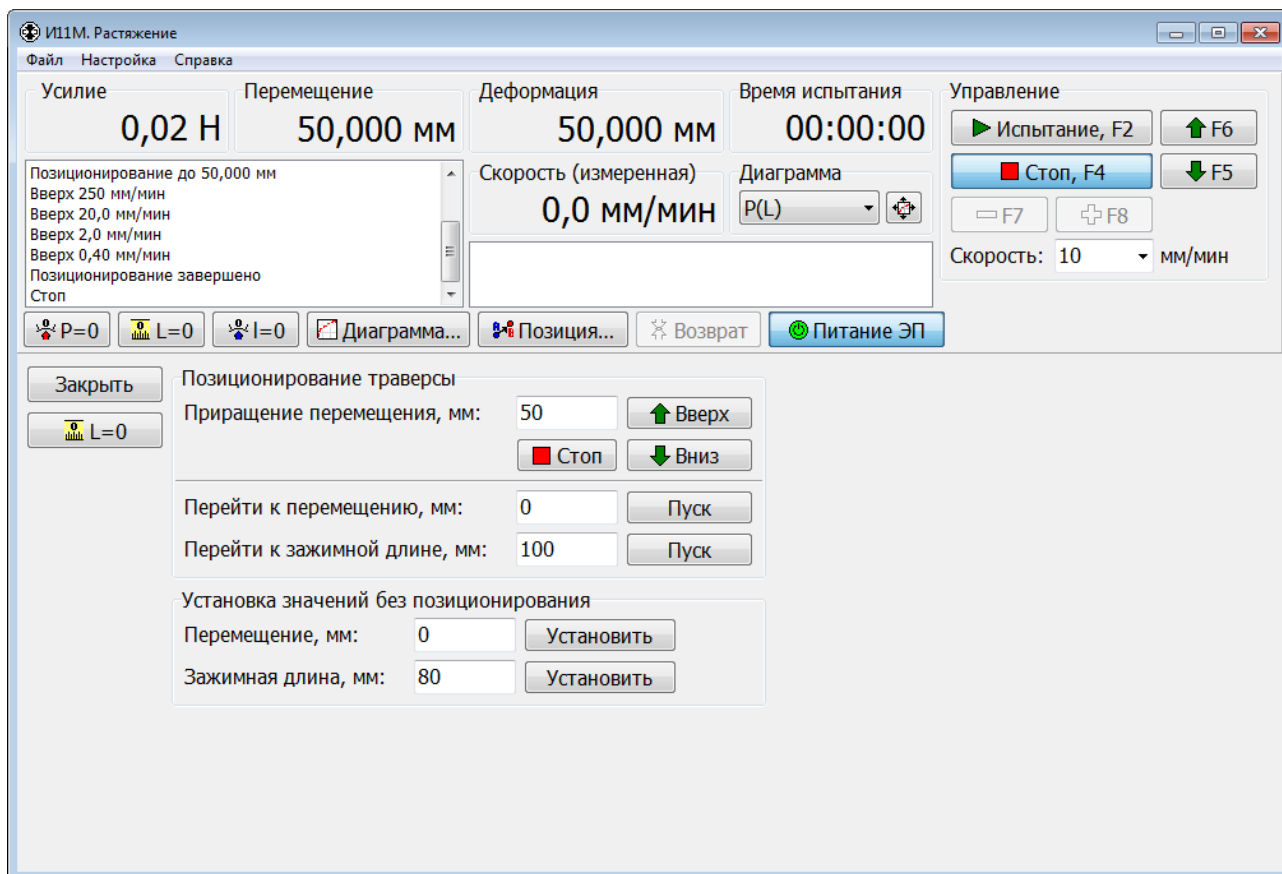 И11М. Растяжение
Файл Настройка Справка
Усилие Перемещение Деформация Время испытания Управление
0,02 Н 50,000 мм 50,000 мм 00:00:00
Испытание, F2 F6
Стоп, F4 F5
Позиционирование до 50,000 мм
Вверх 250 мм/мин
Вверх 20,0 мм/мин
Вверх 2,0 мм/мин
Вверх 0,40 мм/мин
Позиционирование завершено
Стоп
Скорость (измеренная) Диаграмма
0,0 мм/мин P(L)
F7 F8
Скорость: 10 мм/мин
P=0 L=0 l=0 Диаграмма... Позиция... Возврат Питание ЭП
Закрыть
L=0
Позиционирование траверсы
Приращение перемещения, мм: 50 Вверх
Стоп Вниз
Перейти к перемещению, мм: 0 Пуск
Перейти к зажимной длине, мм: 100 Пуск
Установка значений без позиционирования
Перемещение, мм: 0 Установить
Зажимная длина, мм: 80 Установить